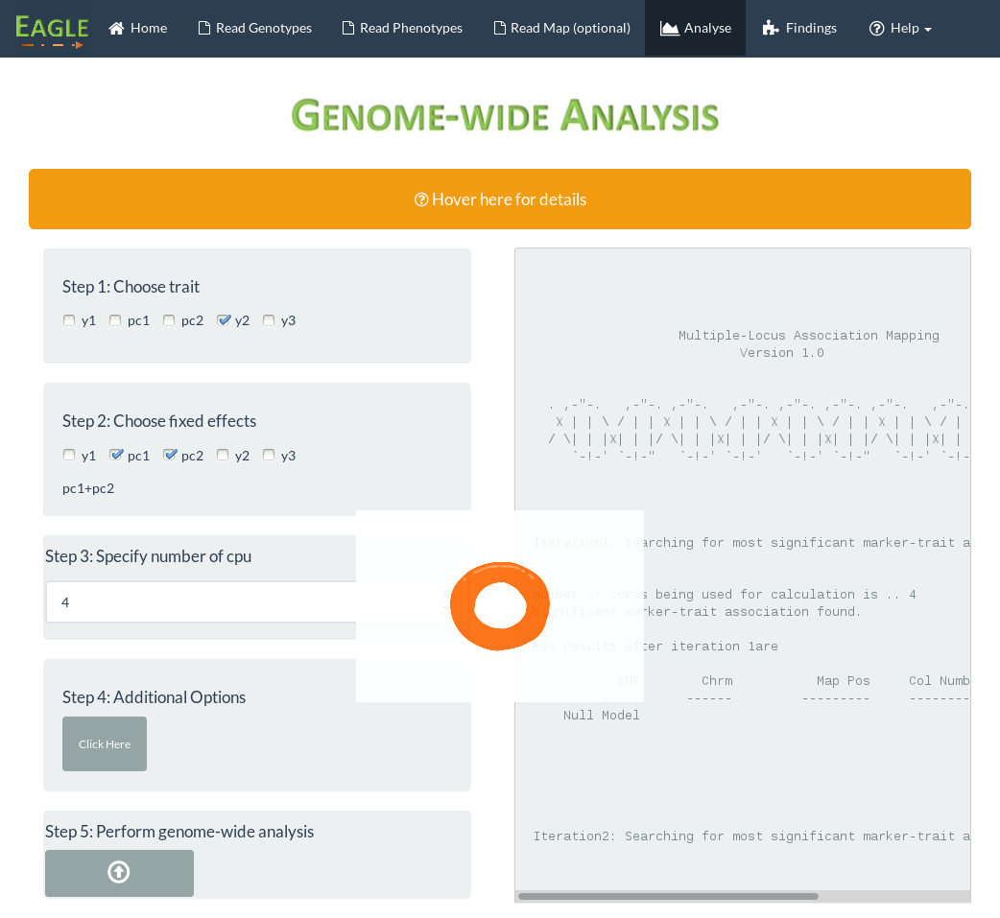 EAGLE
Home
Read Genotypes
Read Phenotypes
Read Map (optional)
Analyse
Findings
Help
GENOME-WIDE ANALYSIS
Hover here for details
Step 1: Choose trait
y1 pc1 pc2 y2 y3
Step 2: Choose fixed effects
y1 pc1 pc2 y2 y3
pc1+pc2
Step 3: Specify number of cpu
4
Step 4: Additional Options
Click Here
Step 5: Perform genome-wide analysis
Multiple-Locus Association Mapping
Version 1.0
Iteration1: Searching for most significant marker-trait a
Number of cores being used for calculation is .. 4
Significant marker-trait association found.
New results after iteration 1are
SNP Chrm Map Pos Col Numb
----- ------ --------- --------
Null Model
Iteration2: Searching for most significant marker-trait a